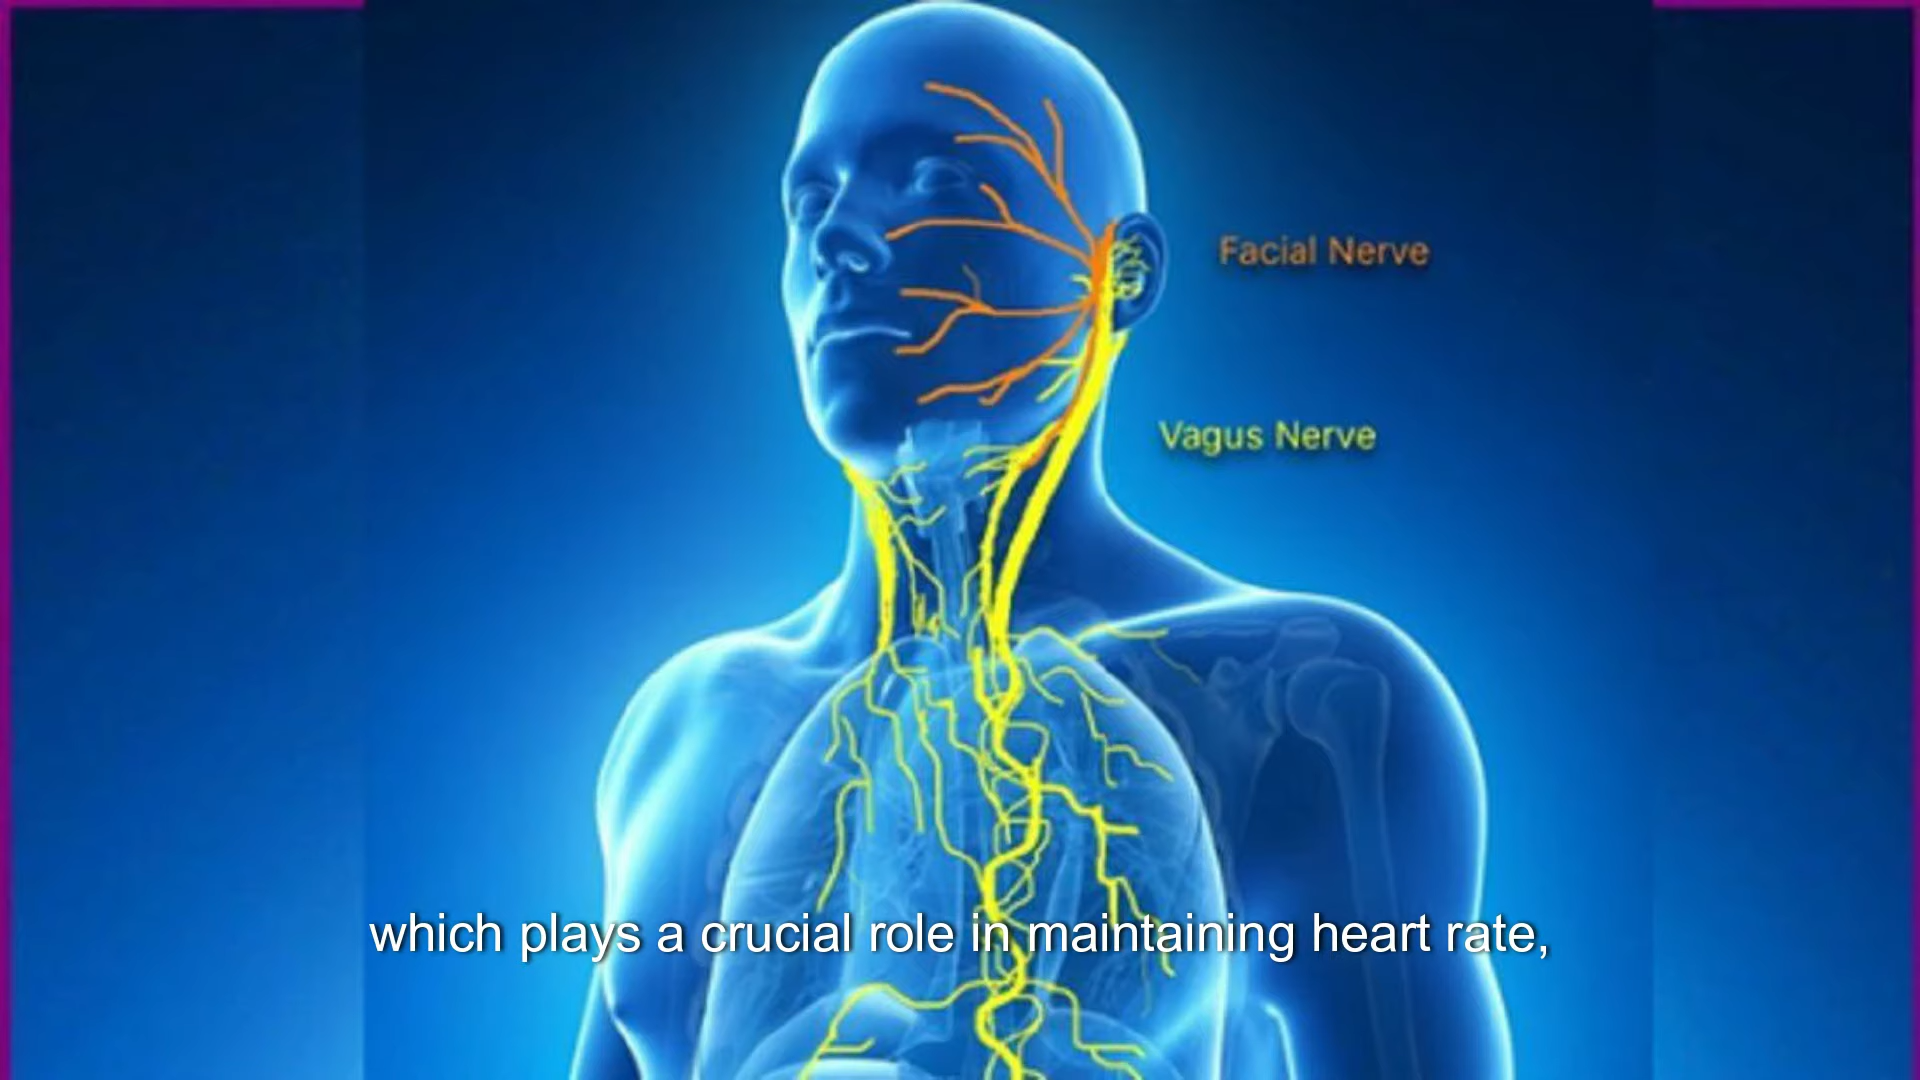 Facial Nerve
Vagus Nerve
which plays a crucial role in maintaining heart rate,